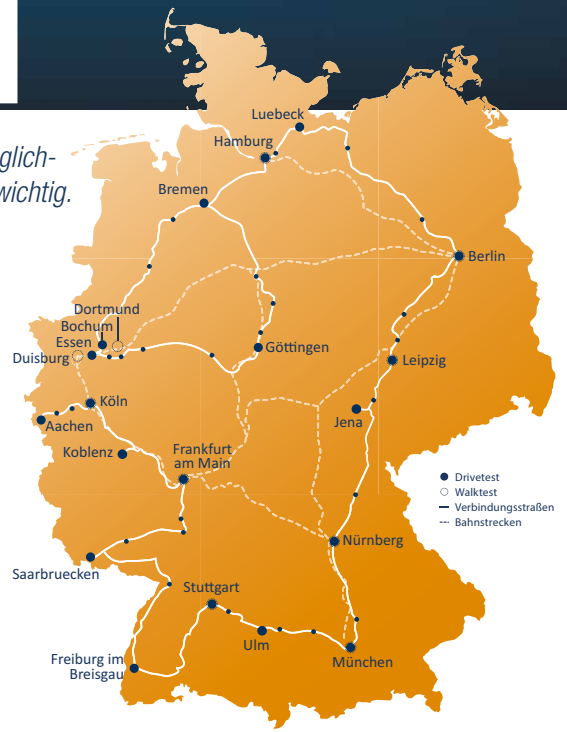 glich-
wichtig.
Luebeck
Hamburg
Bremen
Berlin
Dortmund
Bochum
Essen
Duisburg
Göttingen
Leipzig
Köln
Aachen
Jena
Koblenz
Frankfurt
am Main
Drivetest
Walktest
Verbindungsstraßen
Bahnstrecken
Nürnberg
Saarbruecken
Stuttgart
Ulm
München
Freiburg im
Breisgau